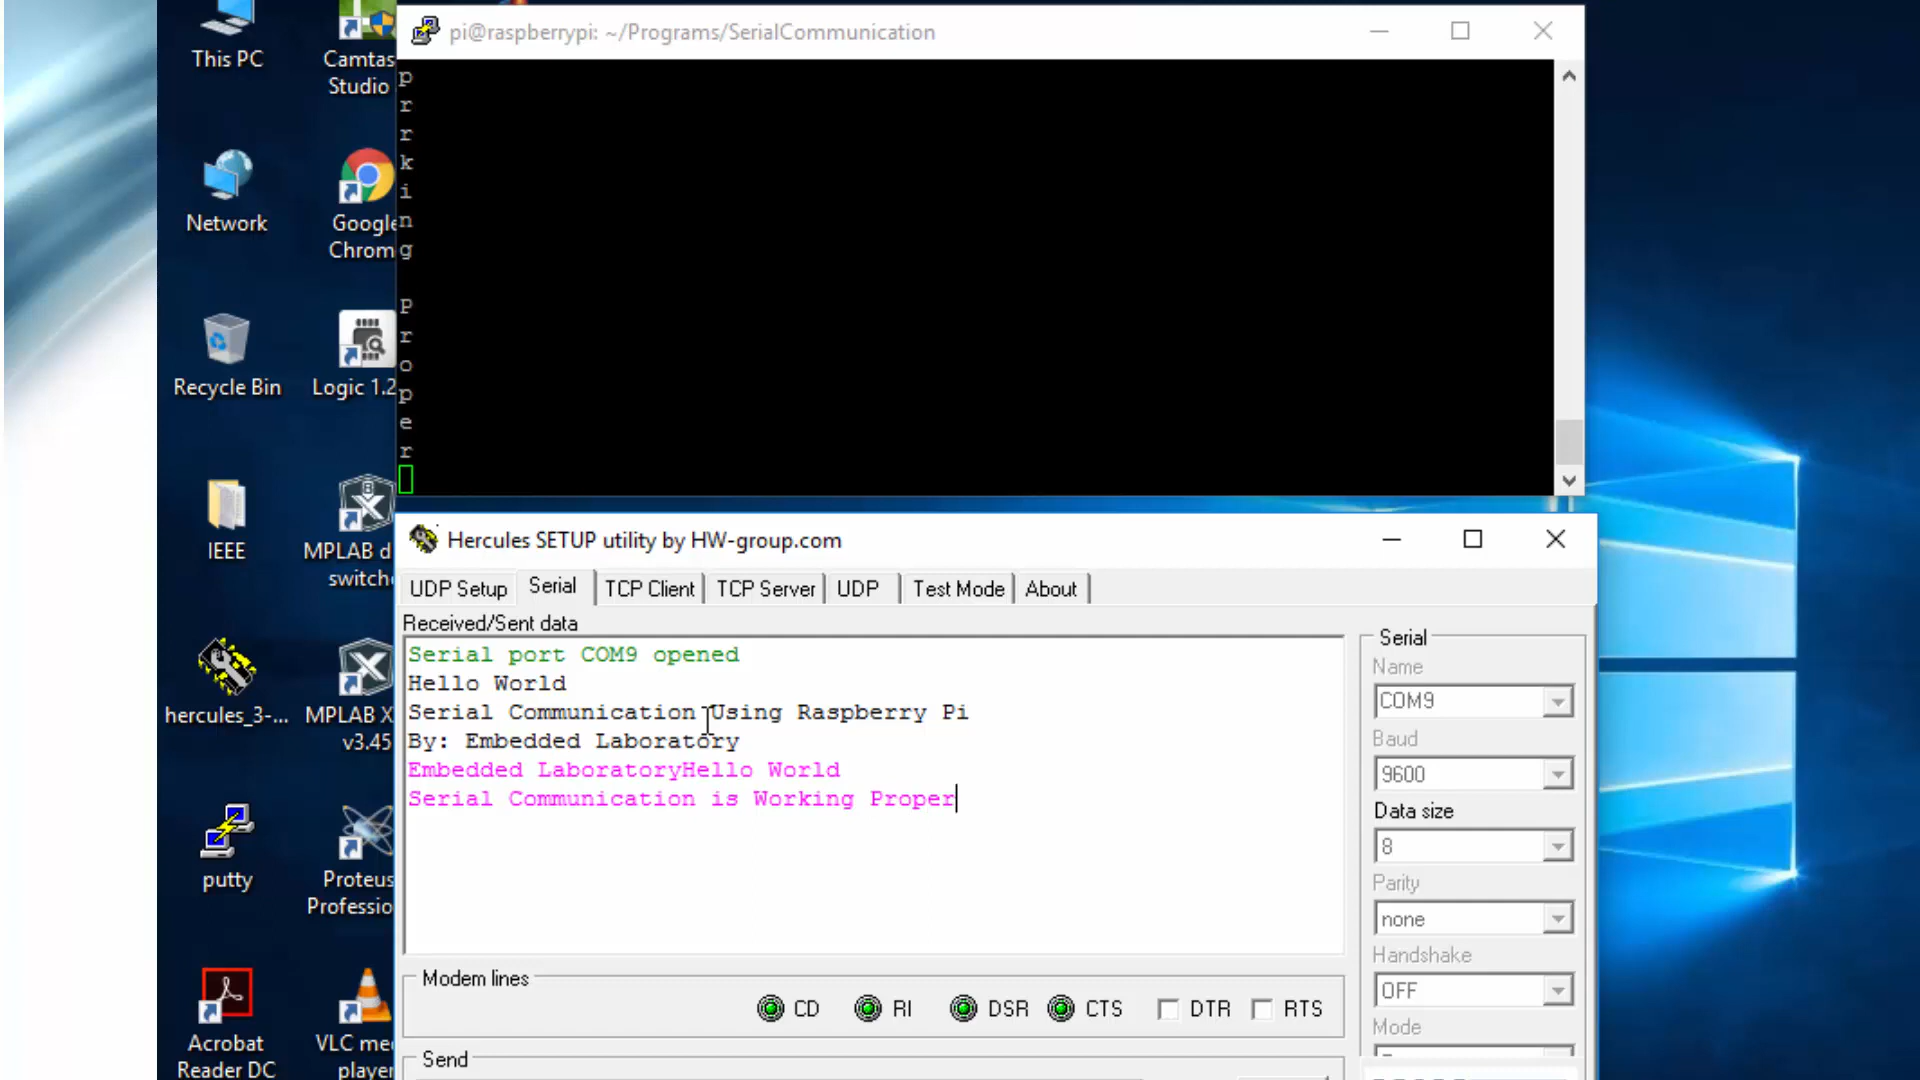 This PC
Camtas
Studio
Network
Google
Chrom
Recycle Bin
Logic 1.2
IEEE
MPLAB d
switche
hercules_3-...
MPLAB X
v3.45
putty
Proteus
Professio
Acrobat
Reader DC
VLC me
player
pi@raspberrypi: ~/Programs/SerialCommunication
p
r
r
k
i
n
g
p
r
o
p
e
r
Hercules SETUP utility by HW-group.com
UDP Setup
Serial
TCP Client
TCP Server
UDP
Test Mode
About
Received/Sent data
Serial port COM9 opened
Hello World
Serial Communication Using Raspberry Pi
By: Embedded Laboratory
Embedded LaboratoryHello World
Serial Communication is Working Proper
Serial
Name
COM9
Baud
9600
Data size
8
Parity
none
Handshake
OFF
Mode
Modem lines
CD
RI
DSR
CTS
DTR
RTS
Send